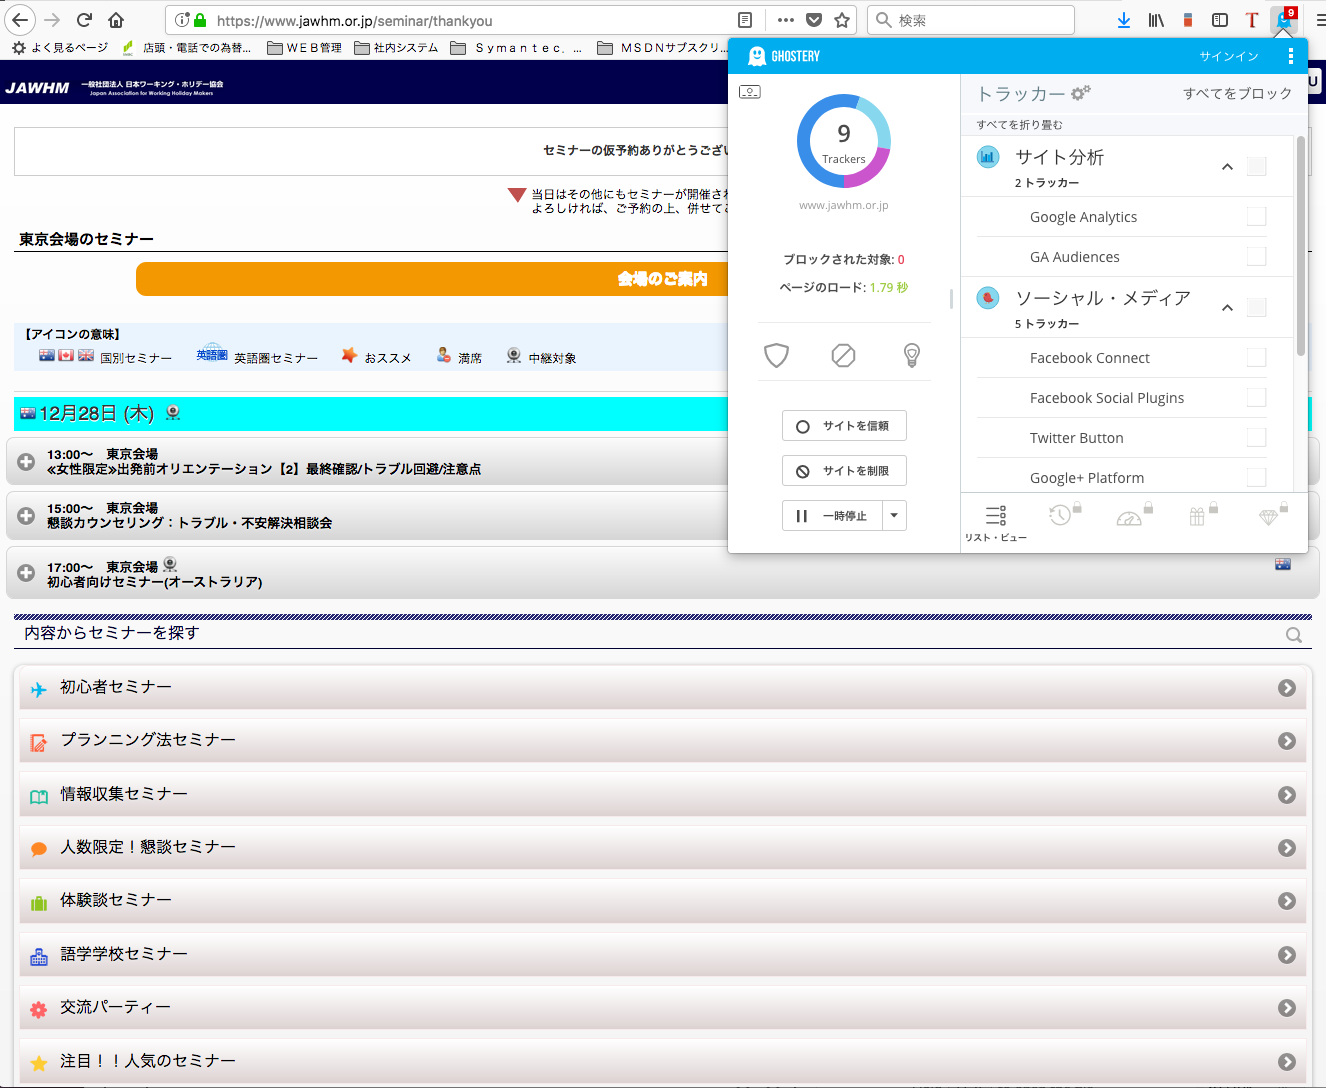 https://www.jawhm.or.jp/seminar/thankyou
検索
9
よく見るページ
店頭・電話での為替...
ＷＥＢ管理
社内システム
Ｓｙｍａｎｔｅｃ．...
ＭＳＤＮサブスクリ...
JAWHM
一般社団法人 日本ワーキング・ホリデー協会
Japan Association for Working Holiday Makers
U
セミナーの仮予約ありがとうござい
当日はその他にもセミナーが開催され
よろしければ、ご予約の上、併せてご
東京会場のセミナー
会場のご案内
【アイコンの意味】
国別セミナー
英語圏
英語圏セミナー
おススメ
満席
中継対象
12月28日 (木)
13:00～　東京会場
≪女性限定≫出発前オリエンテーション【2】最終確認/トラブル回避/注意点
15:00～　東京会場
懇談カウンセリング：トラブル・不安解決相談会
17:00～　東京会場
初心者向けセミナー(オーストラリア)
内容からセミナーを探す
初心者セミナー
プランニング法セミナー
情報収集セミナー
人数限定！懇談セミナー
体験談セミナー
語学学校セミナー
交流パーティー
注目！！人気のセミナー
GHOSTERY
サインイン
9
Trackers
www.jawhm.or.jp
ブロックされた対象: 0
ページのロード: 1.79 秒
サイトを信頼
サイトを制限
一時停止
トラッカー
すべてをブロック
すべてを折り畳む
サイト分析
2 トラッカー
Google Analytics
GA Audiences
ソーシャル・メディア
5 トラッカー
Facebook Connect
Facebook Social Plugins
Twitter Button
Google+ Platform
リスト・ビュー